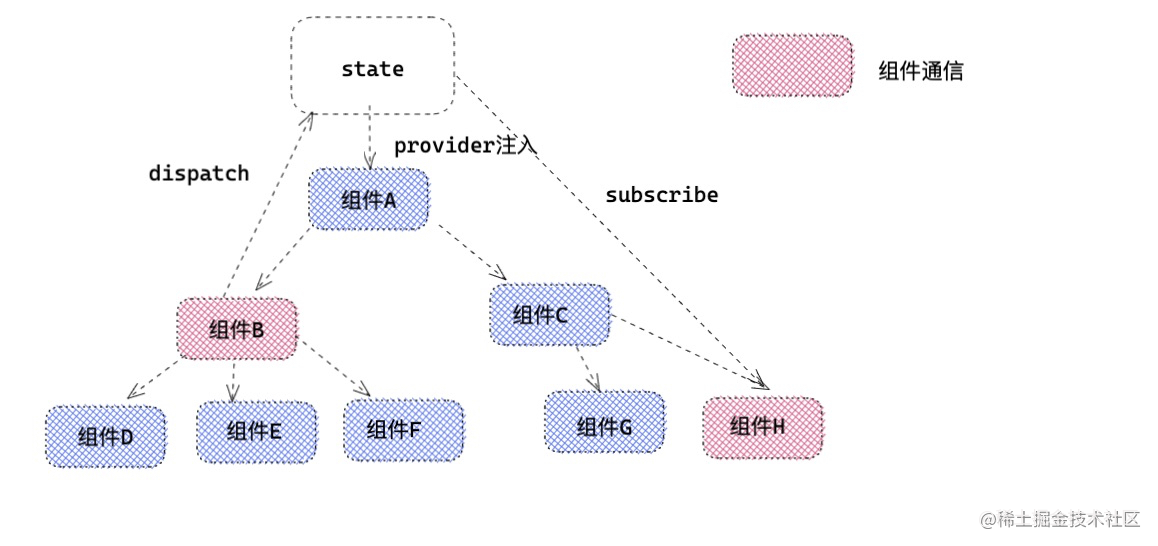 state
组件通信
provider注入
dispatch
subscribe
组件A
组件C
组件B
组件D
组件E
组件F
组件G
组件H
@稀土掘金技术社区